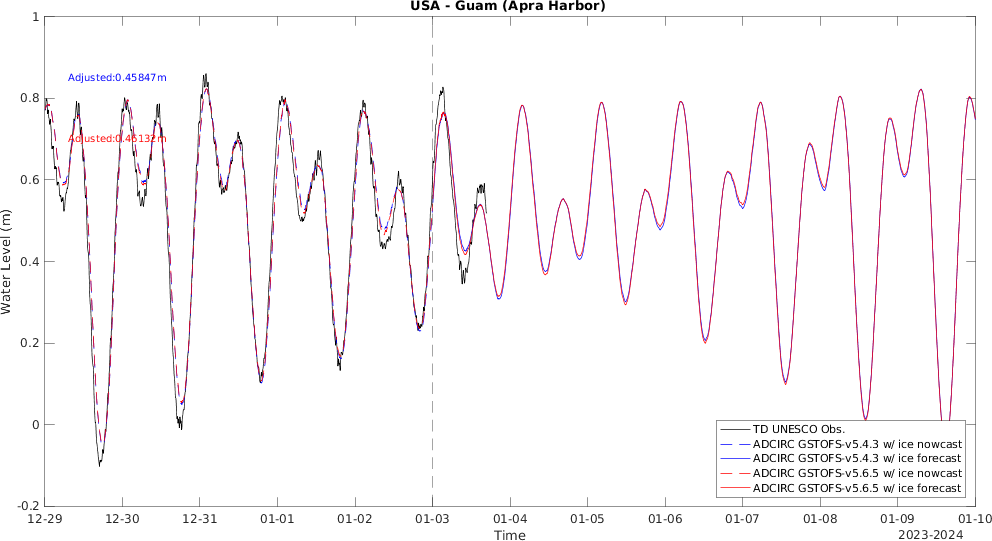 USA - Guam (Apra Harbor)
1
0.8
0.6
0.4
0.2
0
-0.2
Water Level (m)
Adjusted:0.45847m
Adjusted:0.46132m
TD UNESCO Obs.
ADCIRC GSTOFS-v5.4.3 w/ ice nowcast
ADCIRC GSTOFS-v5.4.3 w/ ice forecast
ADCIRC GSTOFS-v5.6.5 w/ ice nowcast
ADCIRC GSTOFS-v5.6.5 w/ ice forecast
12-29 12-30 12-31 01-01 01-02 01-03 01-04 01-05 01-06 01-07 01-08 01-09 01-10
Time
2023-2024